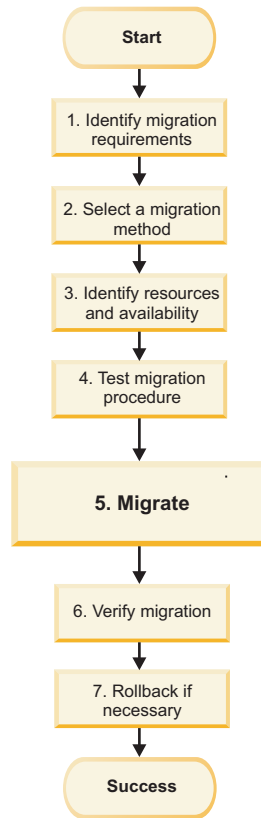 Start
1. Identify migration
requirements
2. Select a migration
method
3. Identify resources
and availability
4. Test migration
procedure
5. Migrate
6. Verify migration
7. Rollback if
necessary
Success